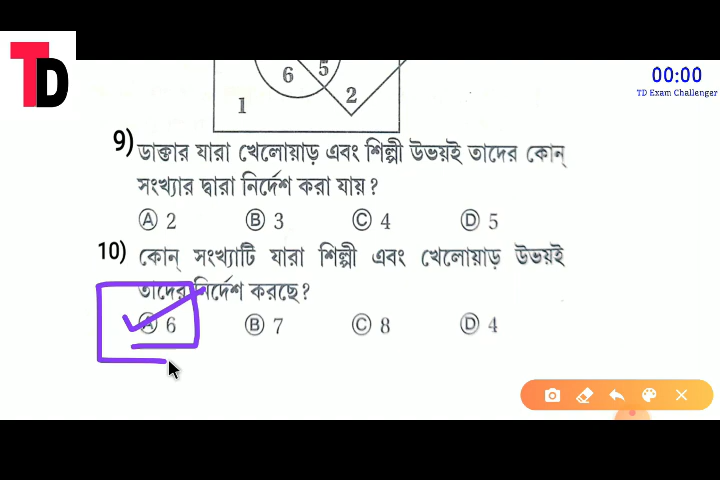 TD
00:00
TD Exam Challenger
6 5
1 2
9) ডাক্তার যারা খেলোয়াড় এবং শিল্পী উভয়ই তাদের কোন্
সংখ্যার দ্বারা নির্দেশ করা যায় ?
Ⓐ 2 Ⓑ 3 Ⓒ 4 Ⓓ 5
10) কোন্ সংখ্যাটি যারা শিল্পী এবং খেলোয়াড় উভয়ই
তাদের নির্দেশ করছে ?
Ⓐ 6 Ⓑ 7 Ⓒ 8 Ⓓ 4